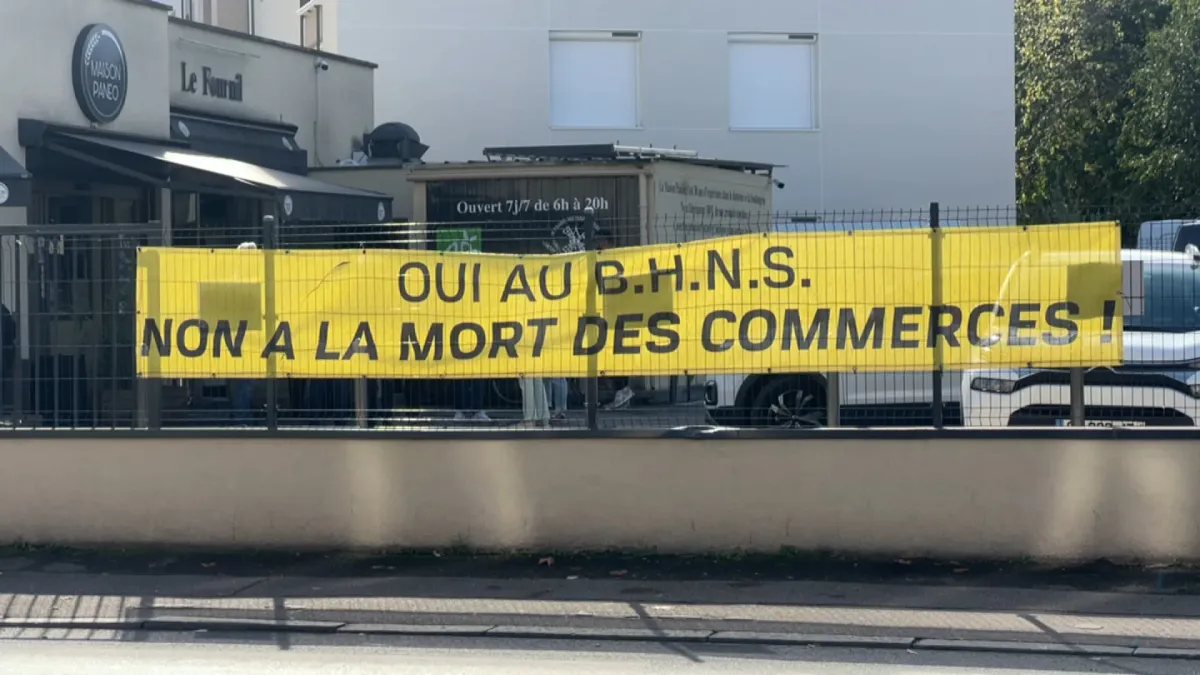 MAISON
PANEO
Le Fournil
Ouvert 7j/7 de 6h à 20h
OUI AU B.H.N.S.
NON A LA MORT DES COMMERCES !